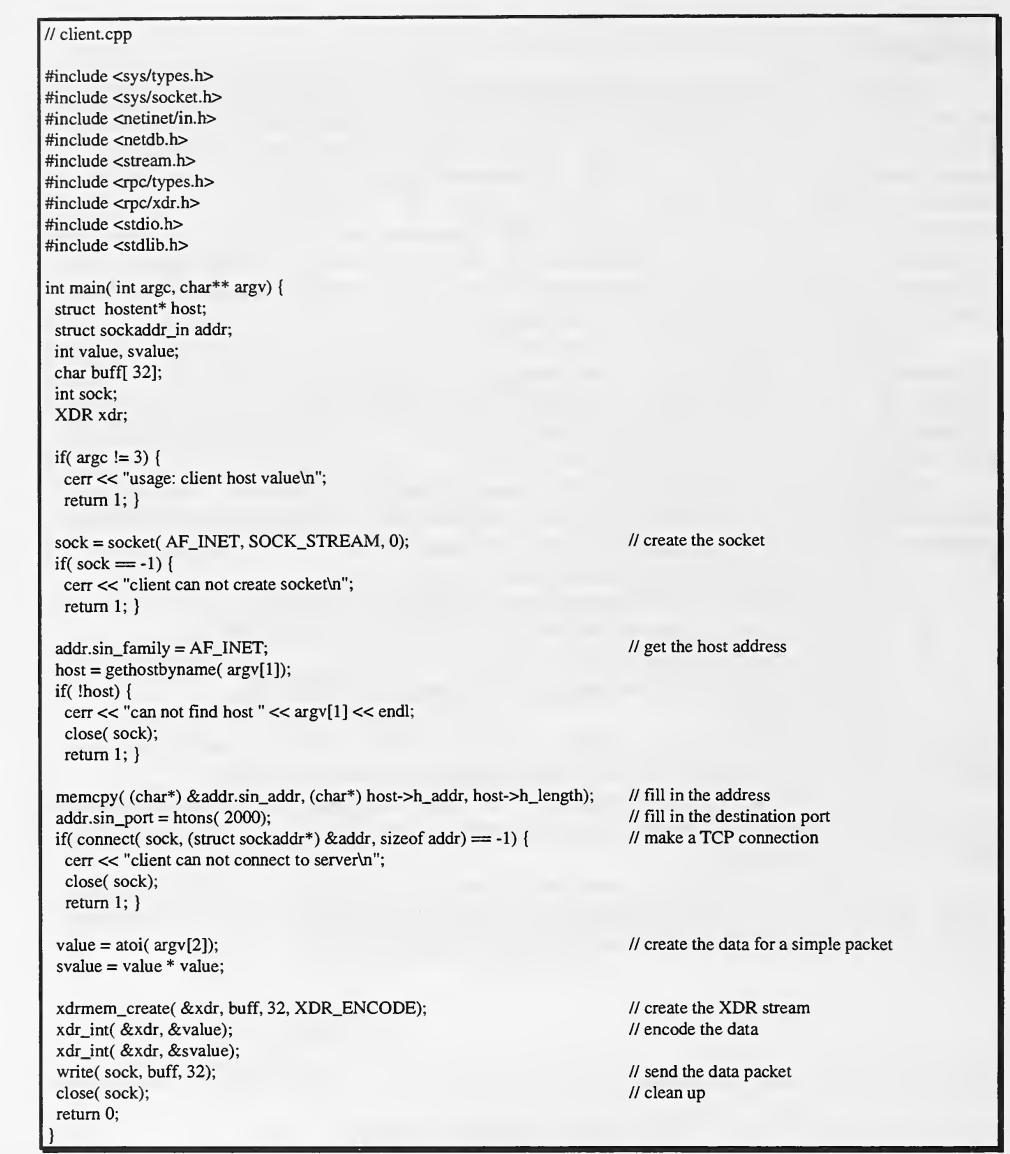 // client.cpp
#include <sys/types.h>
#include <sys/socket.h>
#include <netinet/in.h>
#include <netdb.h>
#include <stream.h>
#include <rpc/types.h>
#include <rpc/xdr.h>
#include <stdio.h>
#include <stdlib.h>
int main( int argc, char** argv) {
struct  hostent* host;
struct sockaddr_in addr;
int value, svalue;
char buff[ 32];
int sock;
XDR xdr;
if( argc != 3) {
cerr << "usage: client host value\n";
return 1; }
sock = socket( AF_INET, SOCK_STREAM, 0); // create the socket
if( sock == -1) {
cerr << "client can not create socket\n";
return 1; }
addr.sin_family = AF_INET; // get the host address
host = gethostbyname( argv[1]);
if( !host) {
cerr << "can not find host " << argv[1] << endl;
close( sock);
return 1; }
memcpy( (char*) &addr.sin_addr, (char*) host->h_addr, host->h_length); // fill in the address
addr.sin_port = htons( 2000); // fill in the destination port
if( connect( sock, (struct sockaddr*) &addr, sizeof addr) == -1) { // make a TCP connection
cerr << "client can not connect to server\n";
close( sock);
return 1; }
value = atoi( argv[2]); // create the data for a simple packet
svalue = value * value;
xdrmem_create( &xdr, buff, 32, XDR_ENCODE); // create the XDR stream
xdr_int( &xdr, &value); // encode the data
xdr_int( &xdr, &svalue);
write( sock, buff, 32); // send the data packet
close( sock); // clean up
return 0;
}